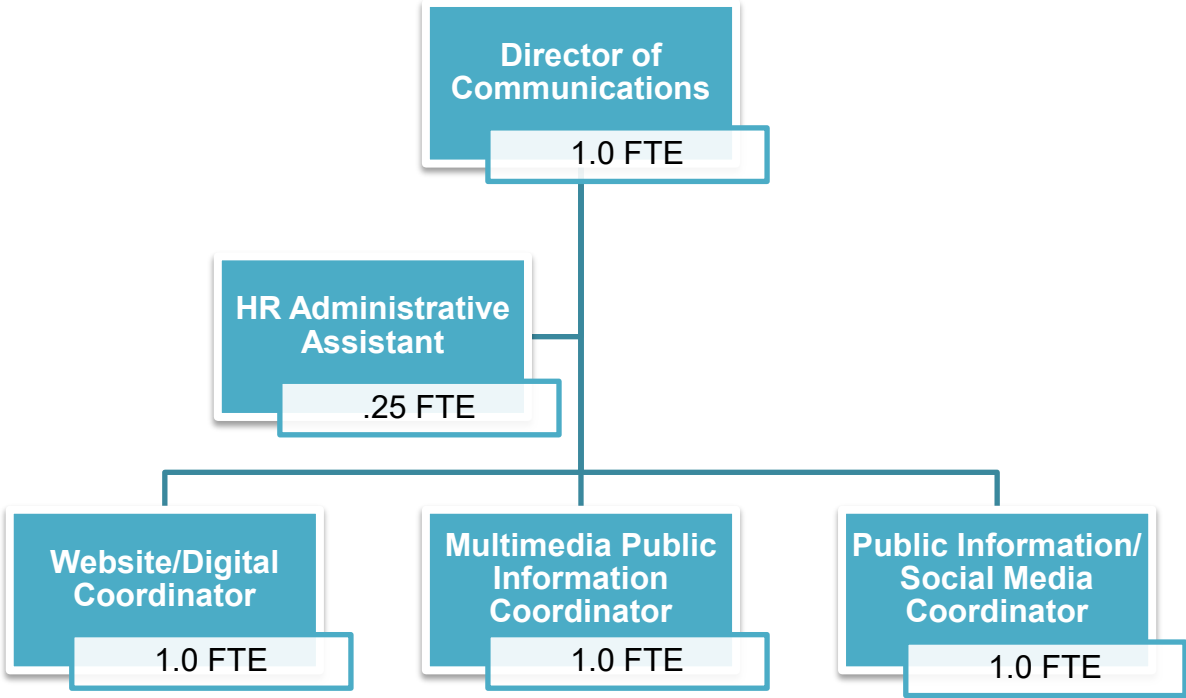 Director of
Communications
1.0 FTE
HR Administrative
Assistant
.25 FTE
Website/Digital
Coordinator
1.0 FTE
Multimedia Public
Information
Coordinator
1.0 FTE
Public Information/
Social Media
Coordinator
1.0 FTE